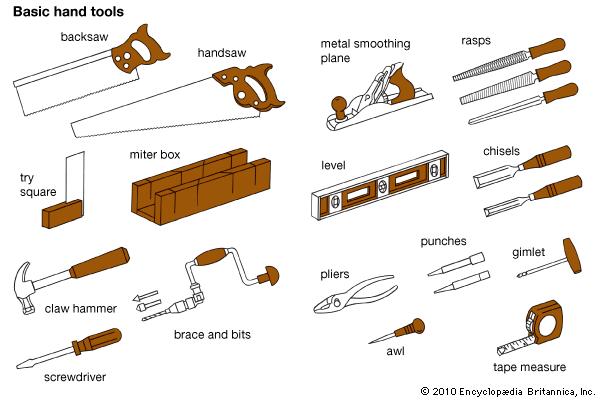 Basic hand tools
backsaw
handsaw
metal smoothing
plane
rasps
try
square
miter box
level
chisels
claw hammer
brace and bits
pliers
punches
gimlet
screwdriver
awl
tape measure
© 2010 Encyclopædia Britannica, Inc.